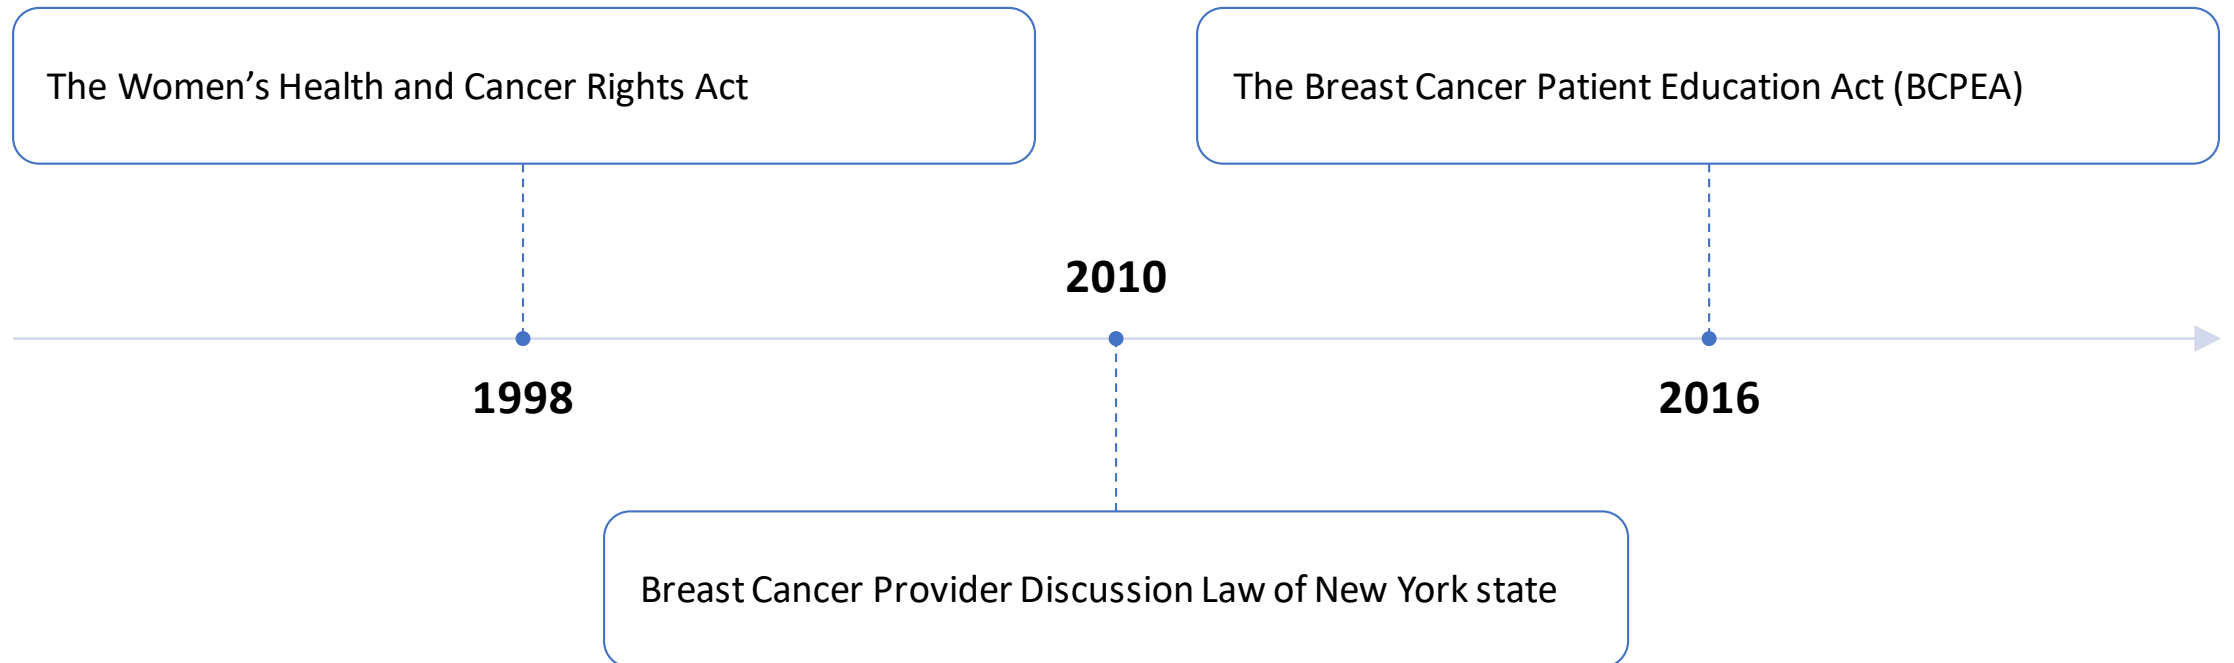 The Women’s Health and Cancer Rights Act
The Breast Cancer Patient Education Act (BCPEA)
2010
1998
2016
Breast Cancer Provider Discussion Law of New York state